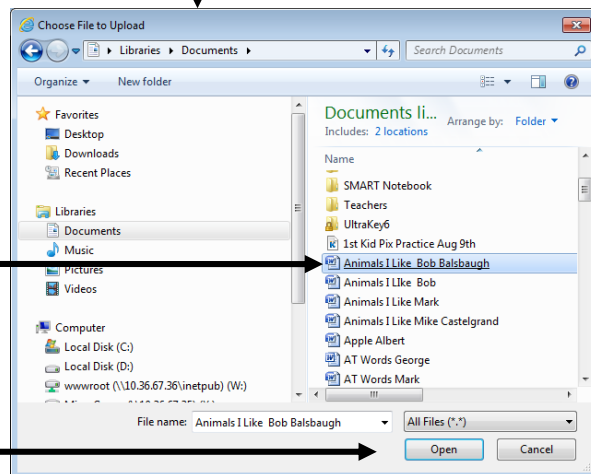 Choose File to Upload
Libraries Documents
Search Documents
Organize New folder
Favorites
Desktop
Downloads
Recent Places
Libraries
Documents
Music
Pictures
Videos
Computer
Local Disk (C:)
Local Disk (D:)
wwwroot (\\10.36.67.36\inetpub) (W:)
Documents li...
Includes: 2 locations
Arrange by: Folder
Name
SMART Notebook
Teachers
UltraKey6
1st Kid Pix Practice Aug 9th
Animals I Like Bob Balsbaugh
Animals I LIke Bob
Animals I Like Mark
Animals I Like Mike Castelgrand
Apple Albert
AT Words George
AT Words Mark
File name: Animals I Like Bob Balsbaugh
All Files (*.*)
Open Cancel